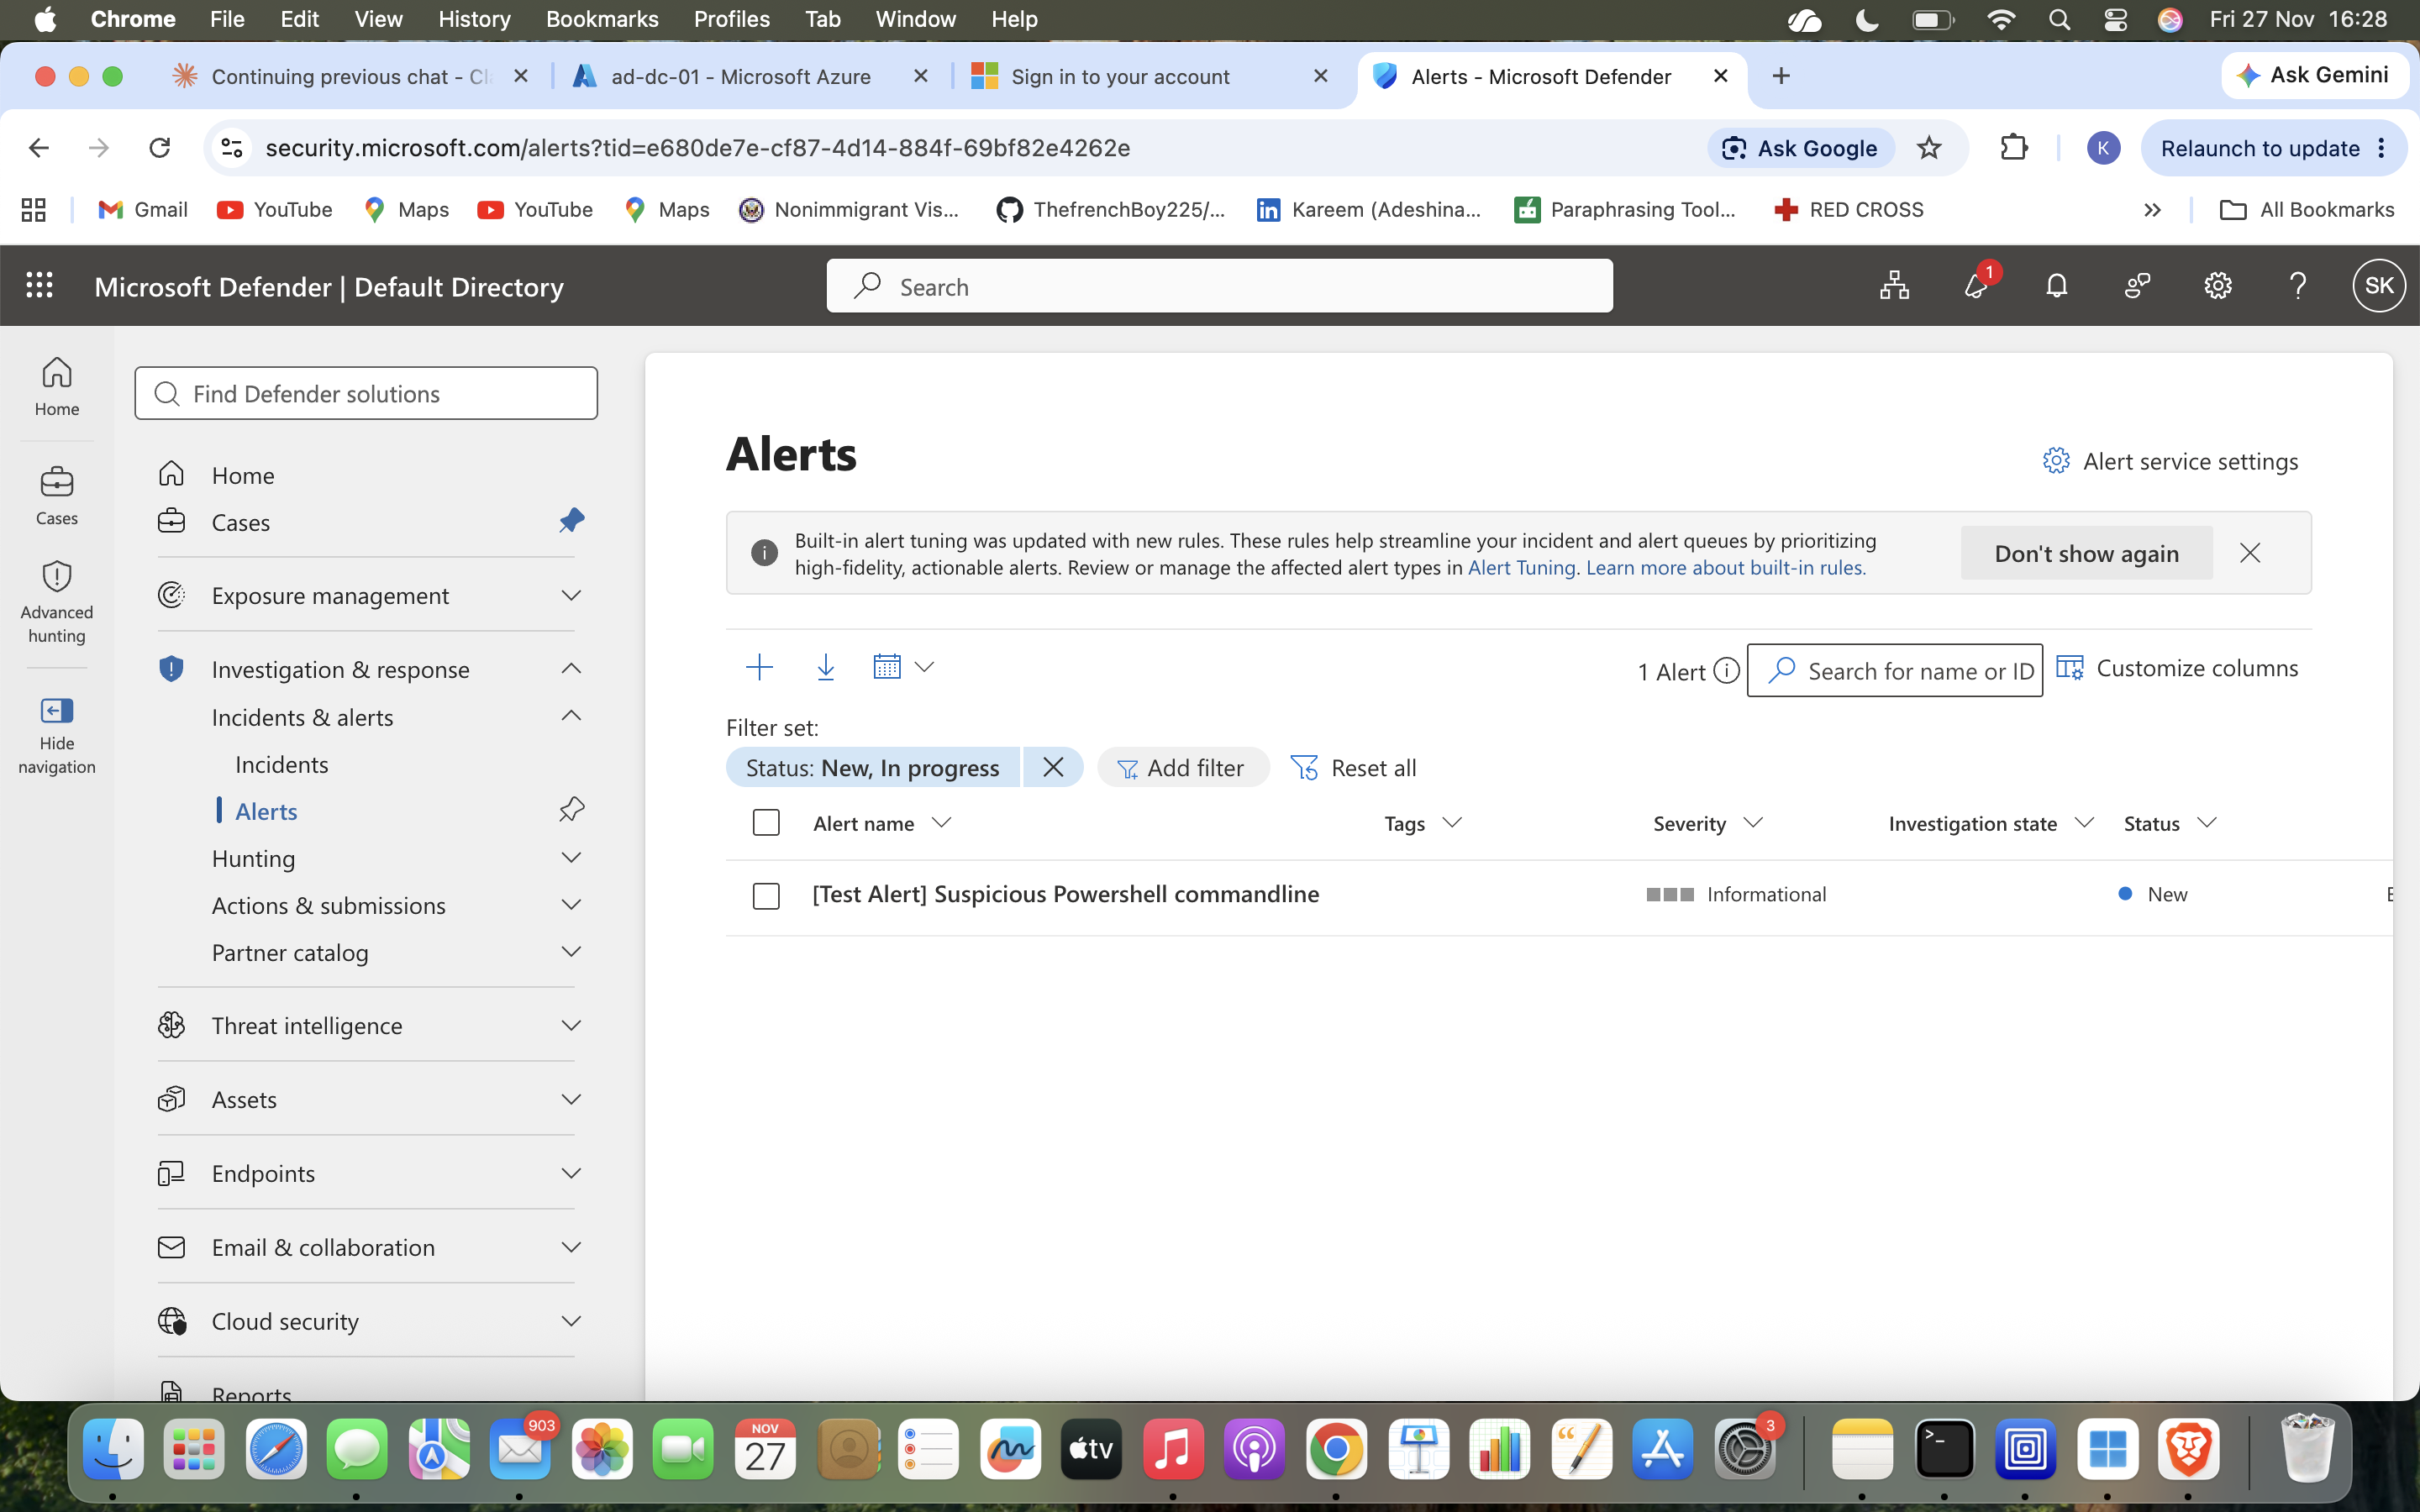 Chrome File Edit View History Bookmarks Profiles Tab Window Help Fri 27 Nov 16:28
Continuing previous chat - Cl ad-dc-01 - Microsoft Azure Sign in to your account Alerts - Microsoft Defender Ask Gemini
security.microsoft.com/alerts?tid=e680de7e-cf87-4d14-884f-69bf82e4262e Ask Google K Relaunch to update
Gmail YouTube Maps YouTube Maps Nonimmigrant Vis... ThefrenchBoy225/... Kareem (Adeshina... Paraphrasing Tool... RED CROSS All Bookmarks
Microsoft Defender | Default Directory Search 1 SK
Home
Cases
Advanced
hunting
Hide
navigation
Find Defender solutions
Home
Cases
Exposure management
Investigation & response
Incidents & alerts
Incidents
Alerts
Hunting
Actions & submissions
Partner catalog
Threat intelligence
Assets
Endpoints
Email & collaboration
Cloud security
Reports
Alerts
Alert service settings
Built-in alert tuning was updated with new rules. These rules help streamline your incident and alert queues by prioritizing
high-fidelity, actionable alerts. Review or manage the affected alert types in Alert Tuning. Learn more about built-in rules.
Don't show again
1 Alert Search for name or ID Customize columns
Filter set:
Status: New, In progress Add filter Reset all
Alert name Tags Severity Investigation state Status
[Test Alert] Suspicious Powershell commandline Informational New
903 NOV 27 tv 3